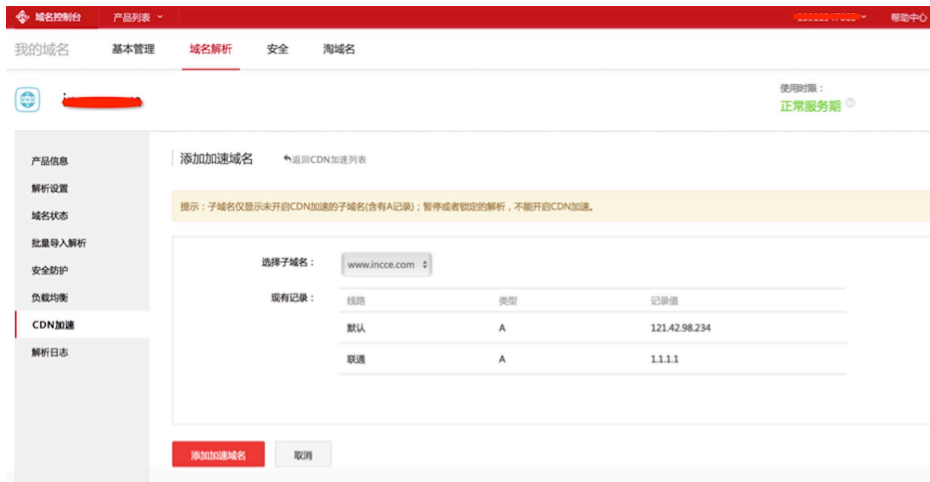 域名控制台 产品列表 帮助中心
我的域名 基本管理 域名解析 安全 淘域名
使用时限：
正常服务期
产品信息
解析设置
域名状态
批量导入解析
安全防护
负载均衡
CDN加速
解析日志
添加加速域名 返回CDN加速列表
提示：子域名仅显示未开启CDN加速的子域名(含有A记录)；暂停或者锁定的解析，不能开启CDN加速。
选择子域名： www.incce.com
现有记录： 线路 类型 记录值
默认 A 121.42.98.234
联通 A 1.1.1.1
添加加速域名 取消